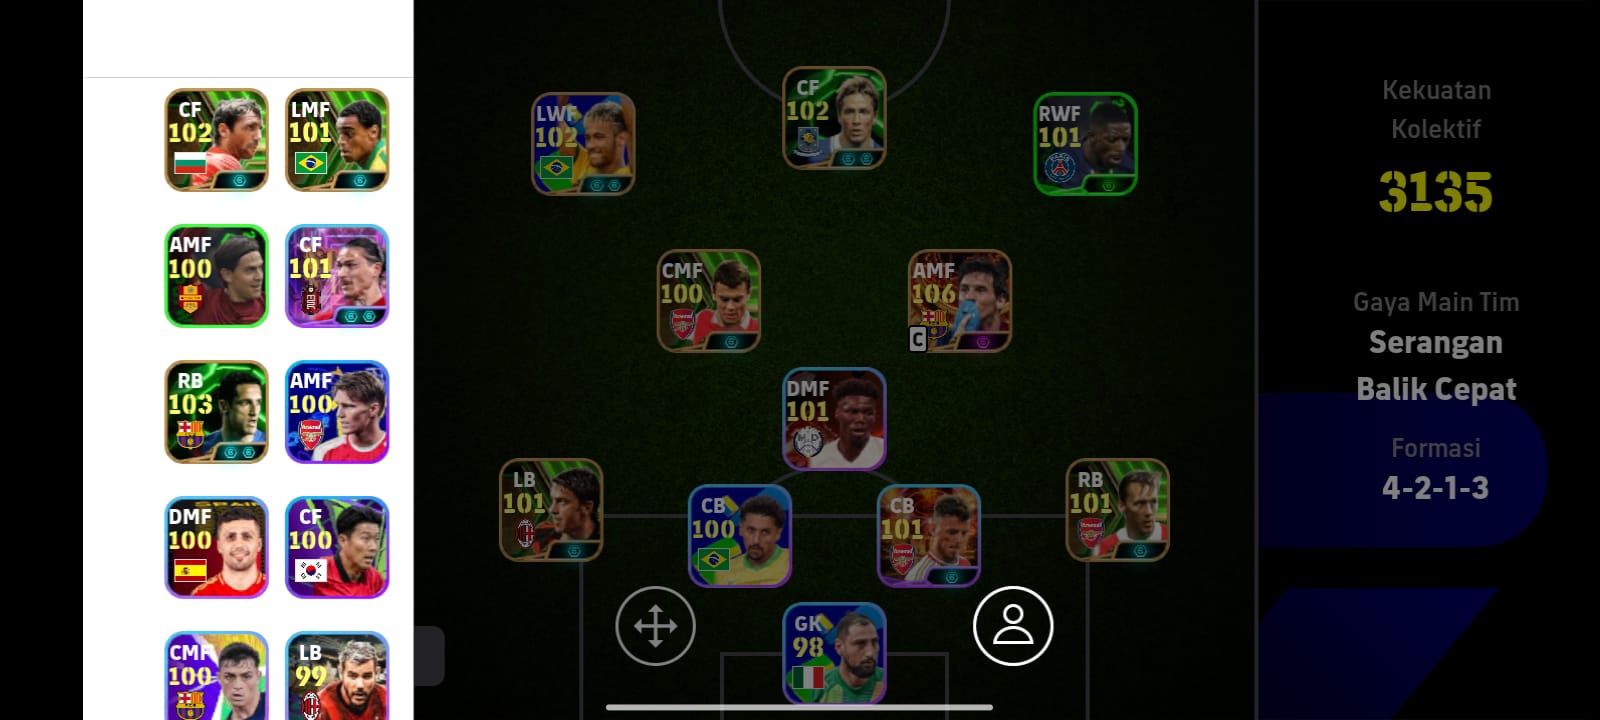 CF
102
LMF
101
AMF
100
CF
101
RB
103
AMF
100
DMF
100
CF
100
CMF
100
LB
99
LWF
102
CF
102
RWF
101
CMF
100
AMF
106
C
DMF
101
LB
101
CB
100
CB
101
RB
101
GK
98
Kekuatan
Kolektif
3135
Gaya Main Tim
Serangan
Balik Cepat
Formasi
4-2-1-3